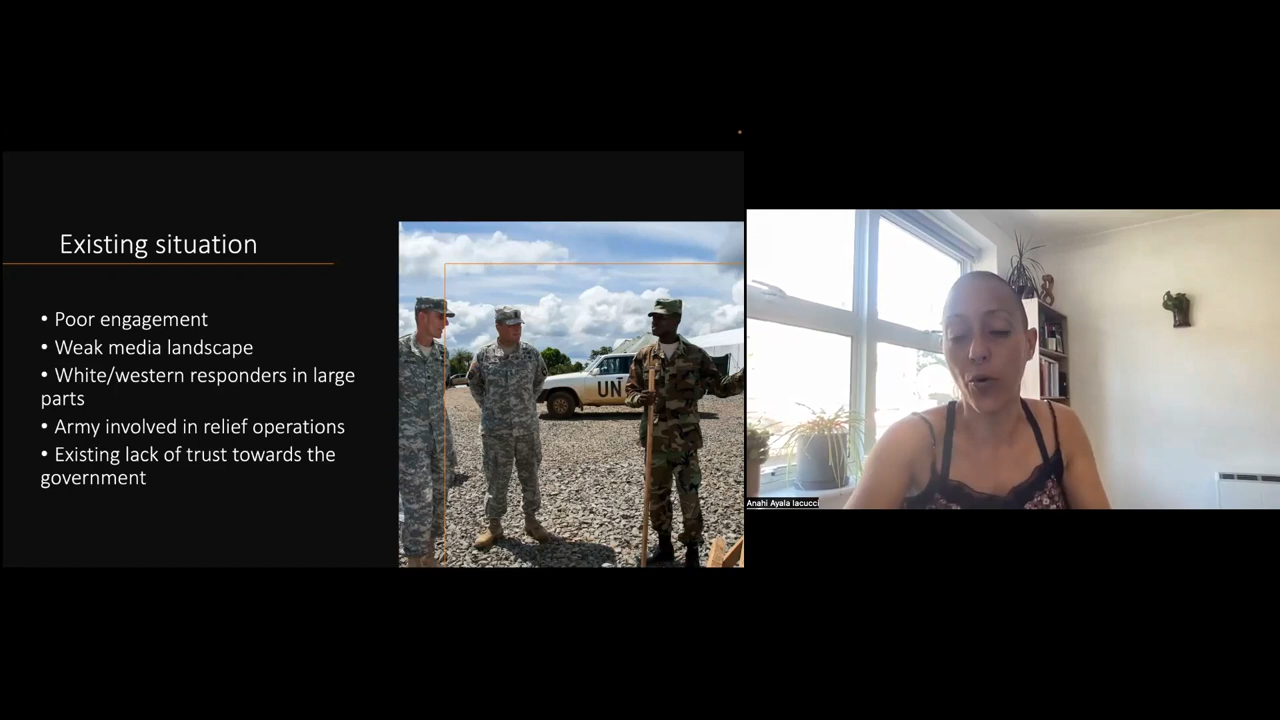 Existing situation
• Poor engagement
• Weak media landscape
• White/western responders in large
parts
• Army involved in relief operations
• Existing lack of trust towards the
government
UN
Anahi Ayala Iacucci